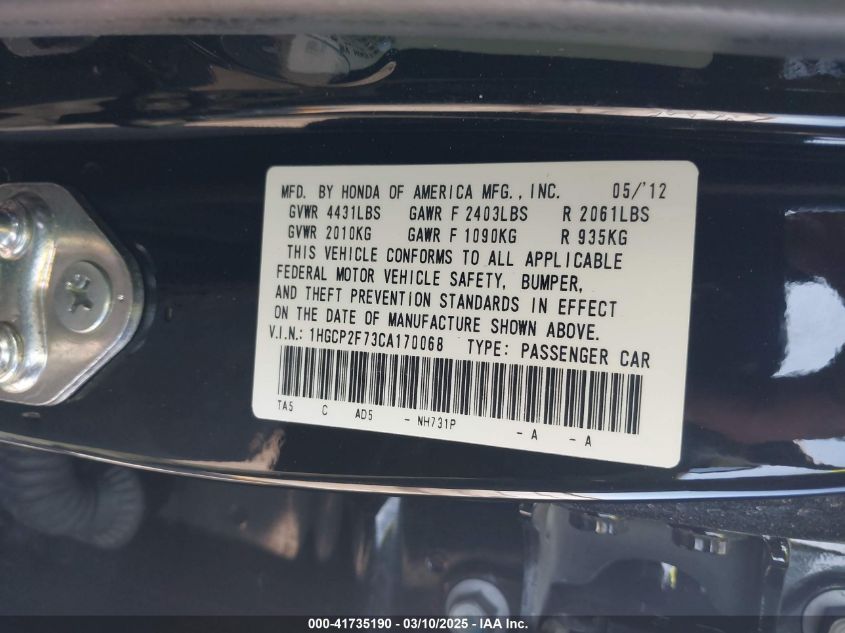 MFD. BY HONDA OF AMERICA MFG., INC. 05/'12
GVWR 4431LBS GAWR F 2403LBS R 2061LBS
GVWR 2010KG GAWR F 1090KG R 935KG
THIS VEHICLE CONFORMS TO ALL APPLICABLE
FEDERAL MOTOR VEHICLE SAFETY, BUMPER,
AND THEFT PREVENTION STANDARDS IN EFFECT
ON THE DATE OF MANUFACTURE SHOWN ABOVE.
V.I.N.: 1HGCP2F73CA170068 TYPE: PASSENGER CAR
TA5 C AD5 - NH731P - A - A
000-41735190 - 03/10/2025 - IAA Inc.